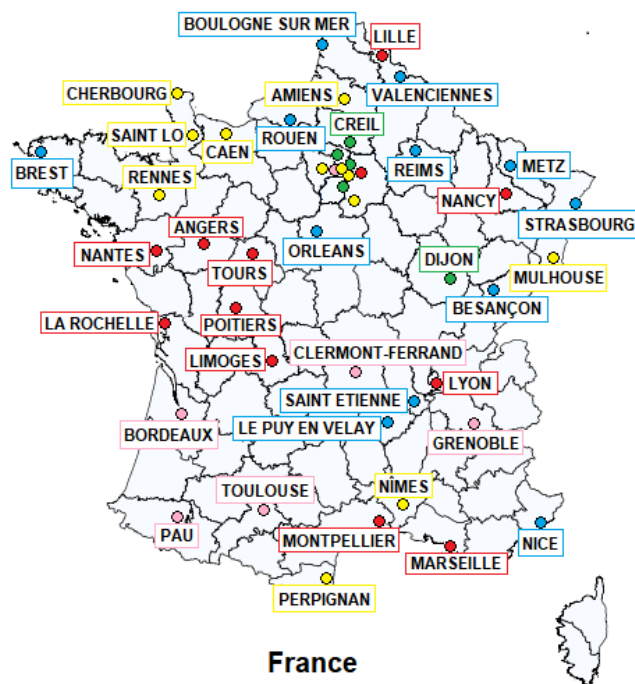 BOULOGNE SUR MER
LILLE
CHERBOURG
AMIENS
VALENCIENNES
SAINT LO
CAEN
ROUEN
CREIL
BREST
RENNES
REIMS
METZ
NANCY
STRASBOURG
ANGERS
NANTES
TOURS
ORLEANS
DIJON
MULHOUSE
BESANÇON
LA ROCHELLE
POITIERS
LIMOGES
CLERMONT-FERRAND
LYON
SAINT ETIENNE
BORDEAUX
LE PUY EN VELAY
GRENOBLE
TOULOUSE
NÎMES
PAU
MONTPELLIER
NICE
MARSEILLE
PERPIGNAN
France